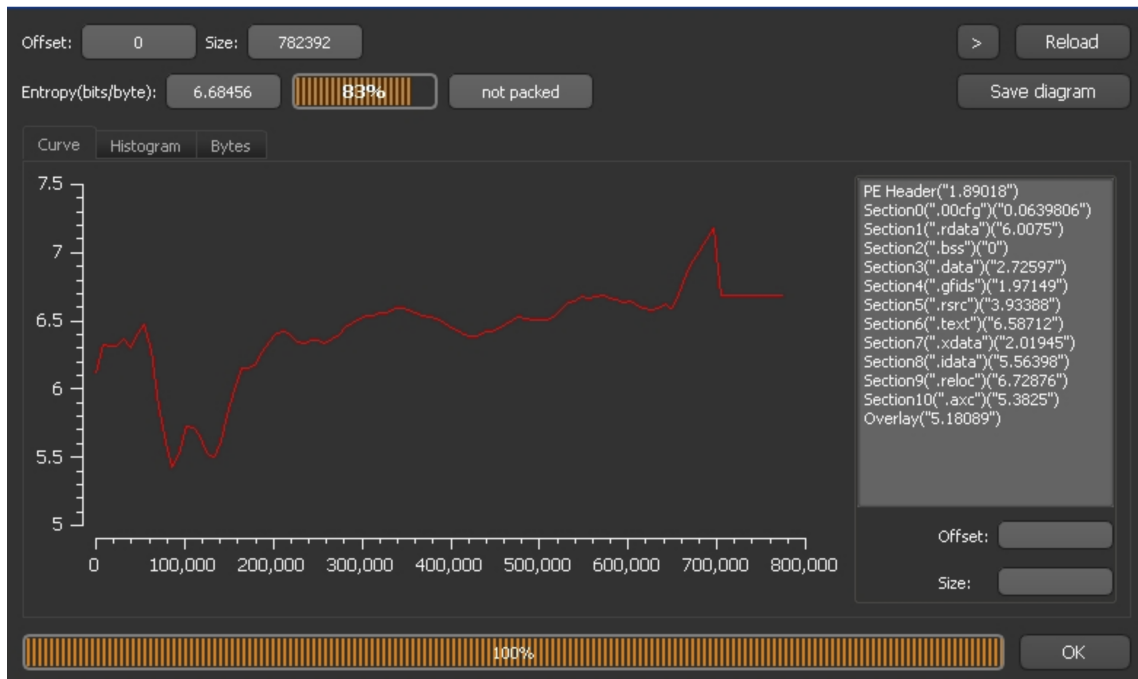 Offset: 0 Size: 782392 > Reload
Entropy(bits/byte): 6.68456 83% not packed Save diagram
Curve Histogram Bytes
7.5
7
6.5
6
5.5
5
0 100,000 200,000 300,000 400,000 500,000 600,000 700,000 800,000
PE Header("1.89018")
Section0(".00cfg")("0.0639806")
Section1(".rdata")("6.0075")
Section2(".bss")("0")
Section3(".data")("2.72597")
Section4(".gfids")("1.97149")
Section5(".rsrc")("3.93388")
Section6(".text")("6.58712")
Section7(".xdata")("2.01945")
Section8(".idata")("5.56398")
Section9(".reloc")("6.72876")
Section10(".axc")("5.3825")
Overlay("5.18089")
Offset:
Size:
100% OK